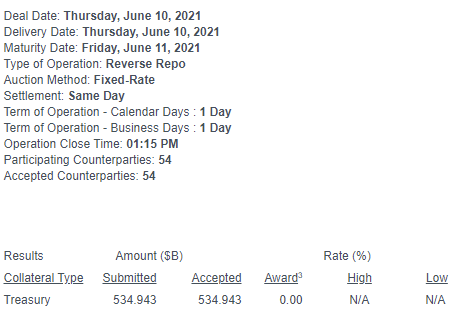 Deal Date: Thursday, June 10, 2021
Delivery Date: Thursday, June 10, 2021
Maturity Date: Friday, June 11, 2021
Type of Operation: Reverse Repo
Auction Method: Fixed-Rate
Settlement: Same Day
Term of Operation - Calendar Days : 1 Day
Term of Operation - Business Days : 1 Day
Operation Close Time: 01:15 PM
Participating Counterparties: 54
Accepted Counterparties: 54
Results Amount ($B) Rate (%)
Collateral Type Submitted Accepted Award³ High Low
Treasury 534.943 534.943 0.00 N/A N/A